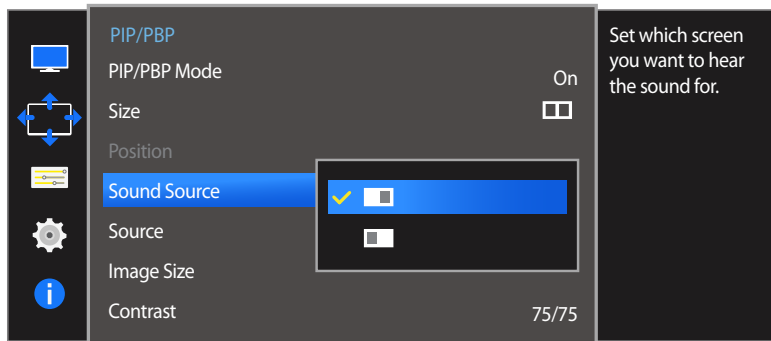 PIP/PBP
PIP/PBP Mode On
Size
Position
Sound Source
Source
Image Size
Contrast 75/75
Set which screen
you want to hear
the sound for.